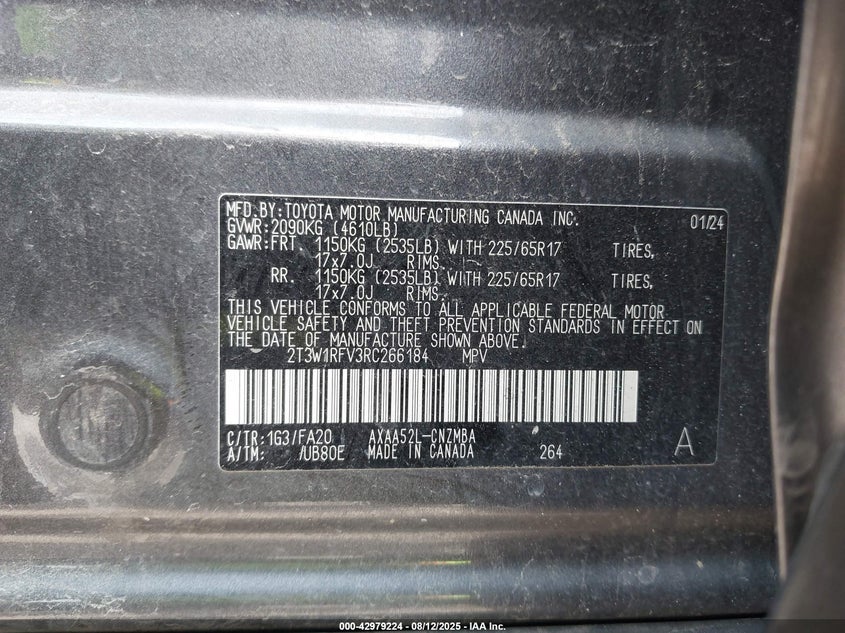 MFD.BY:TOYOTA MOTOR MANUFACTURING CANADA INC. 01/24
GVWR:2090KG (4610LB)
GAWR:FRT. 1150KG (2535LB) WITH 225/65R17 TIRES,
17x7.0J RIMS.
RR. 1150KG (2535LB) WITH 225/65R17 TIRES,
17x7.0J RIMS.
THIS VEHICLE CONFORMS TO ALL APPLICABLE FEDERAL MOTOR
VEHICLE SAFETY AND THEFT PREVENTION STANDARDS IN EFFECT ON
THE DATE OF MANUFACTURE SHOWN ABOVE.
2T3W1RFV3RC266184 MPV
C/TR:1G3/FA20 AXAA52L-CNZMBA
A/TM: /UB80E MADE IN CANADA 264 A
000-42979224 - 08/12/2025 - IAA Inc.